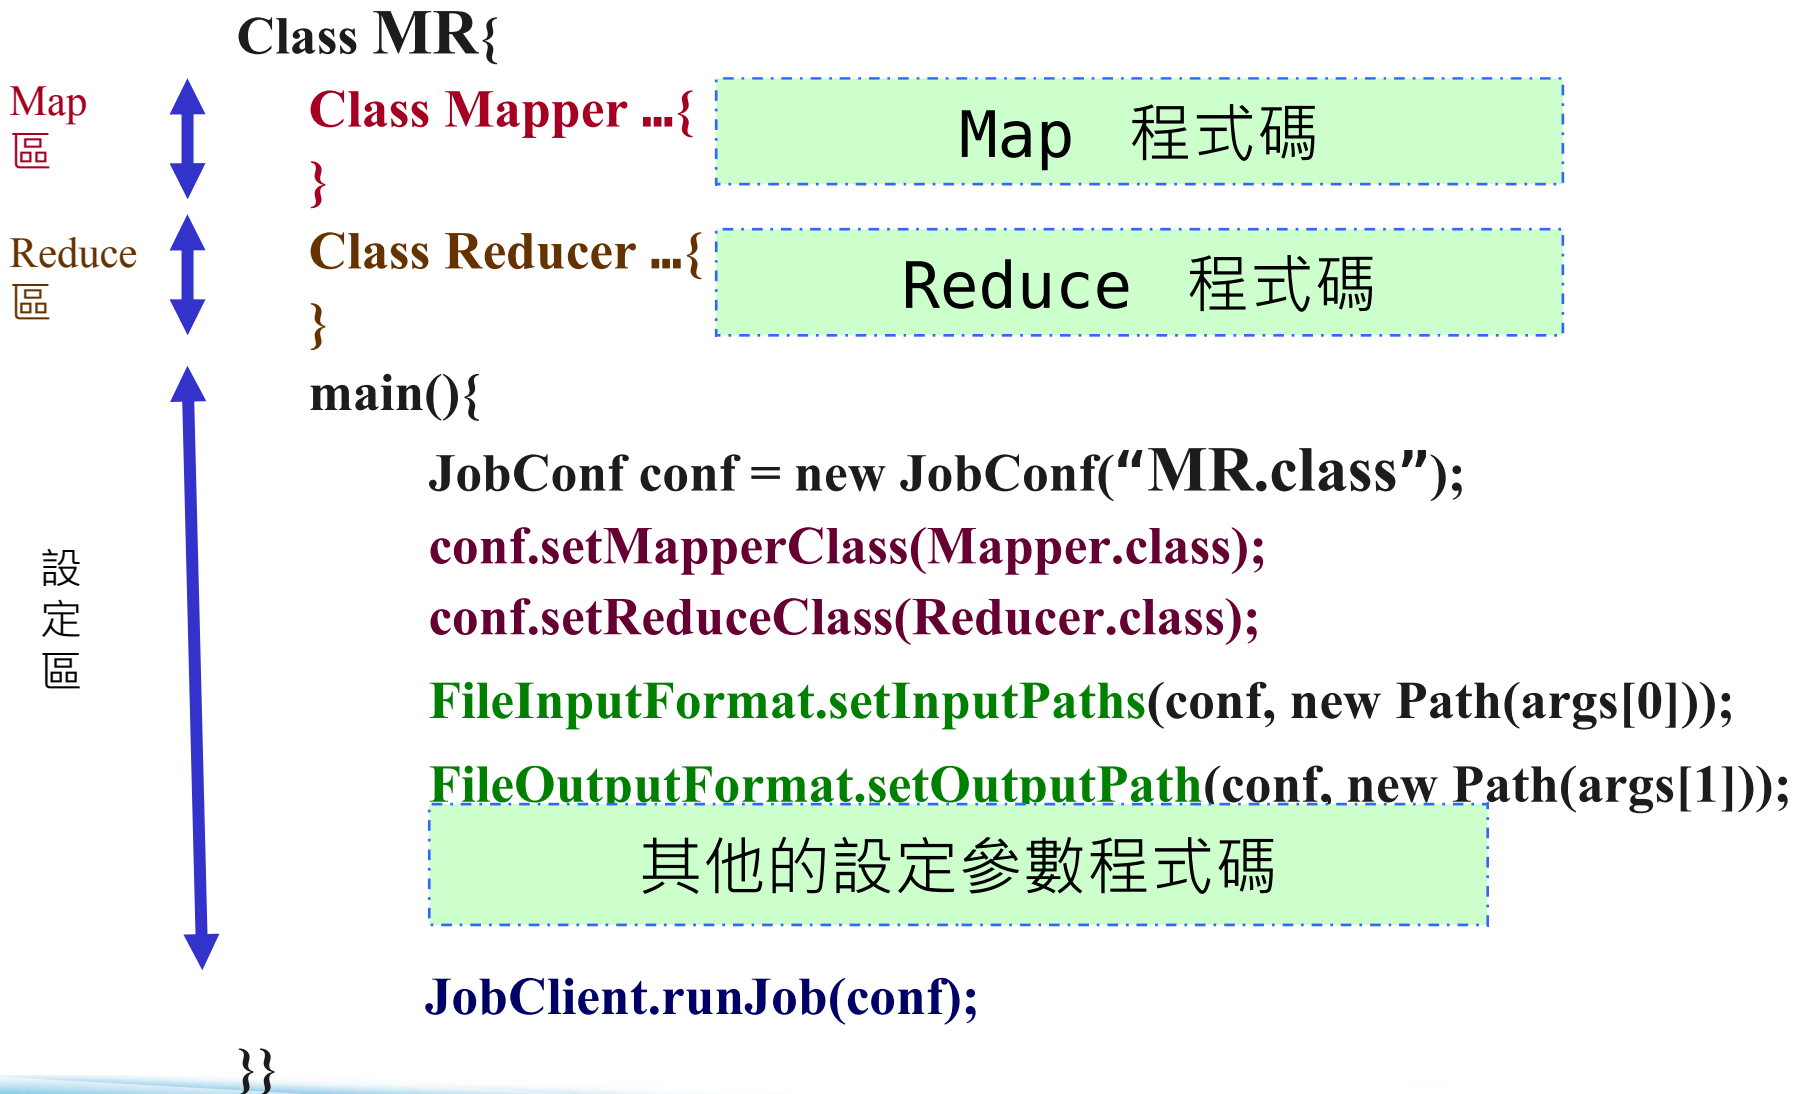 Class MR{
Map
區
Class Mapper …{
Map 程式碼
}
Reduce
區
Class Reducer …{
Reduce 程式碼
}
設
定
區
main(){
JobConf conf = new JobConf(“MR.class”);
conf.setMapperClass(Mapper.class);
conf.setReduceClass(Reducer.class);
FileInputFormat.setInputPaths(conf, new Path(args[0]));
FileOutputFormat.setOutputPath(conf, new Path(args[1]));
其他的設定參數程式碼
JobClient.runJob(conf);
}}